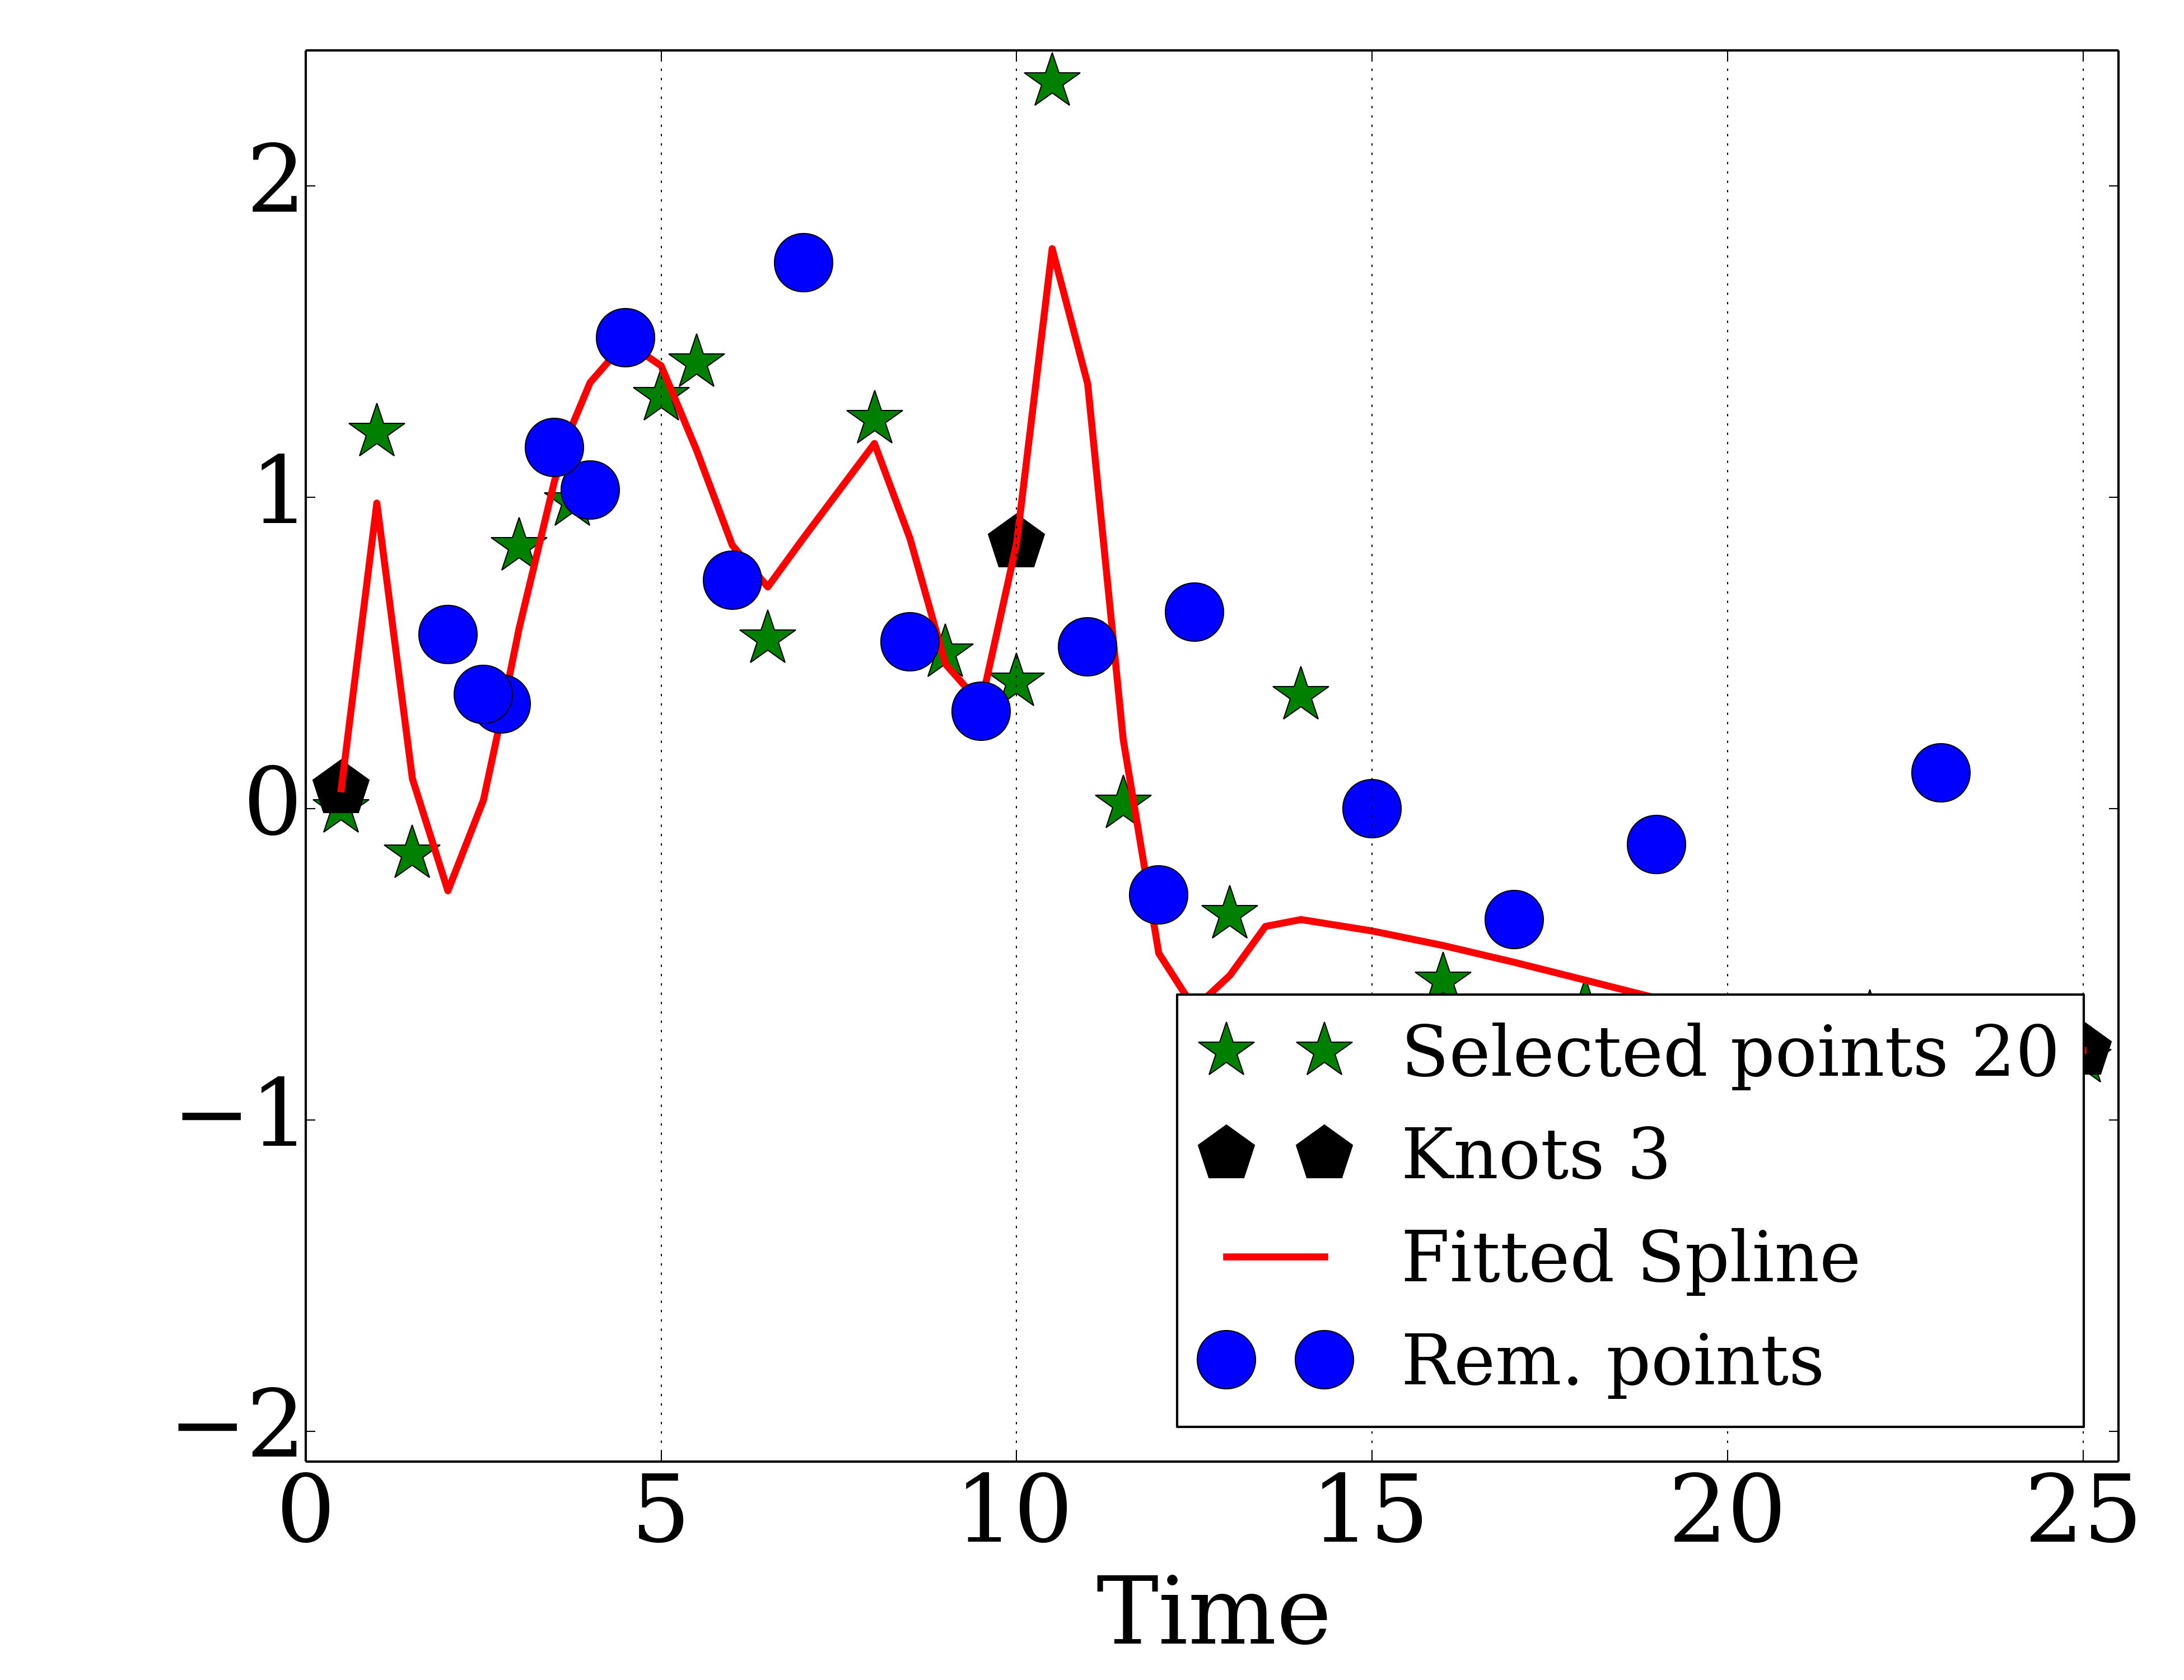 2
1
0
−1
−2
0 5 10 15 20 25
Time
Selected points 20
Knots 3
Fitted Spline
Rem. points